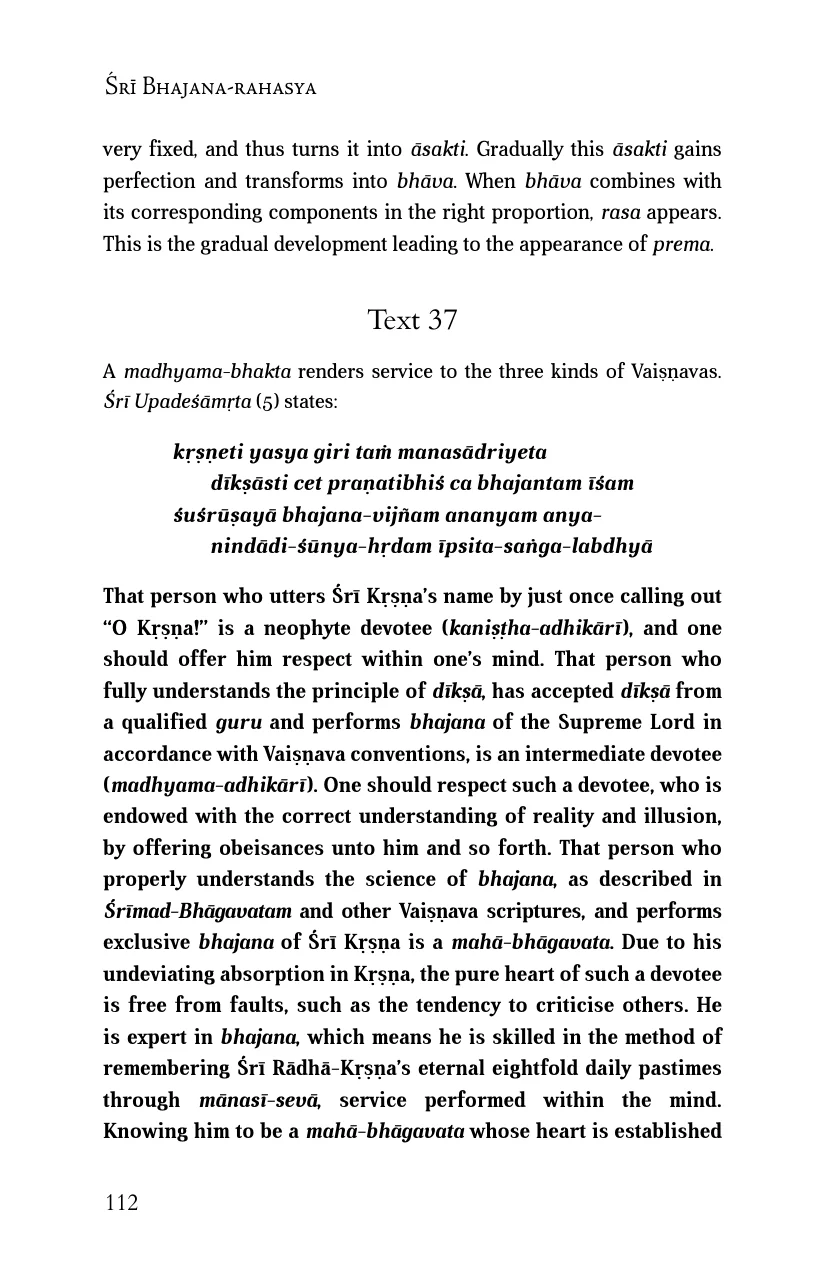 Śrī Bhajana-rahasya
very fixed, and thus turns it into āsakti. Gradually this āsakti gains
perfection and transforms into bhāva. When bhāva combines with
its corresponding components in the right proportion, rasa appears.
This is the gradual development leading to the appearance of prema.
Text 37
A madhyama-bhakta renders service to the three kinds of Vaiṣṇavas.
Śrī Upadeśāmṛta (5) states:
kṛṣṇeti yasya giri taṁ manasādriyeta
dīkṣāsti cet praṇatibhiś ca bhajantam īśam
śuśrūṣayā bhajana-vijñam ananyam anya-
nindādi-śūnya-hṛdam īpsita-saṅga-labdhyā
That person who utters Śrī Kṛṣṇa’s name by just once calling out
“O Kṛṣṇa!” is a neophyte devotee (kaniṣṭha-adhikārī), and one
should offer him respect within one’s mind. That person who
fully understands the principle of dīkṣā, has accepted dīkṣā from
a qualified guru and performs bhajana of the Supreme Lord in
accordance with Vaiṣṇava conventions, is an intermediate devotee
(madhyama-adhikārī). One should respect such a devotee, who is
endowed with the correct understanding of reality and illusion,
by offering obeisances unto him and so forth. That person who
properly understands the science of bhajana, as described in
Śrīmad-Bhāgavatam and other Vaiṣṇava scriptures, and performs
exclusive bhajana of Śrī Kṛṣṇa is a mahā-bhāgavata. Due to his
undeviating absorption in Kṛṣṇa, the pure heart of such a devotee
is free from faults, such as the tendency to criticise others. He
is expert in bhajana, which means he is skilled in the method of
remembering Śrī Rādhā-Kṛṣṇa’s eternal eightfold daily pastimes
through mānasī-sevā, service performed within the mind.
Knowing him to be a mahā-bhāgavata whose heart is established
112